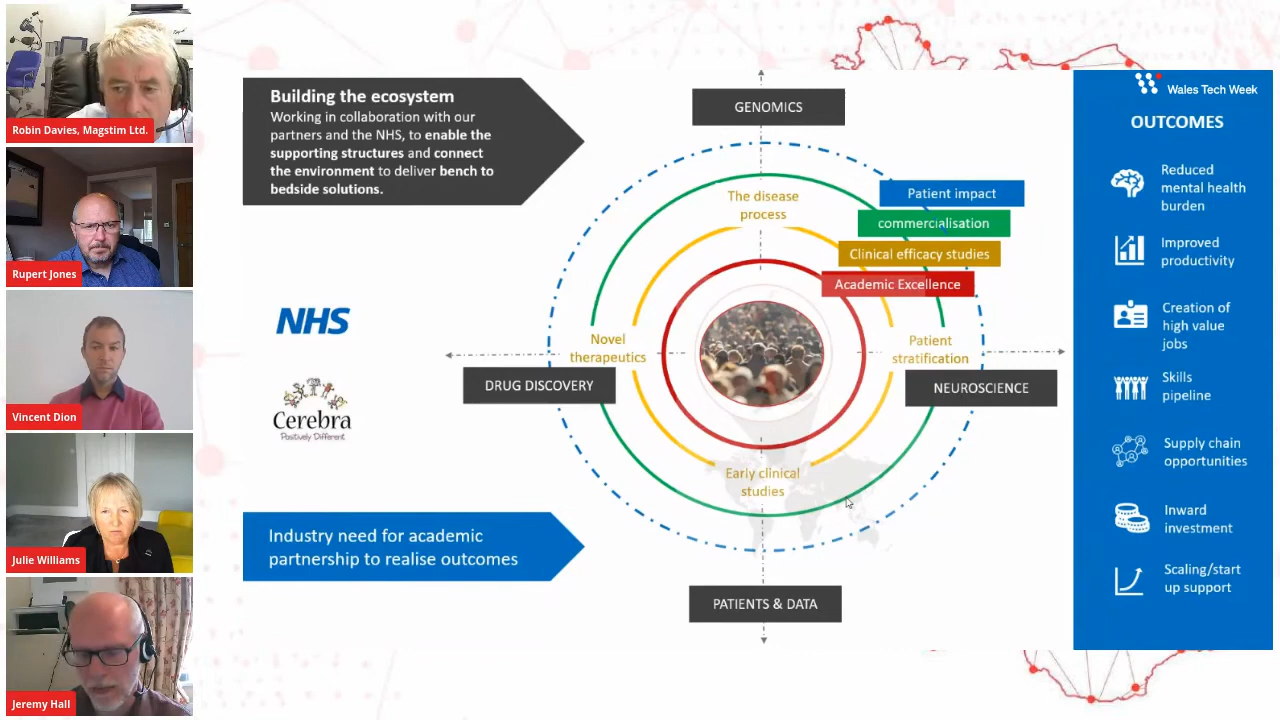 Robin Davies, Magstim Ltd.
Rupert Jones
Vincent Dion
Julie Williams
Jeremy Hall
Building the ecosystem
Working in collaboration with our
partners and the NHS, to enable the
supporting structures and connect
the environment to deliver bench to
bedside solutions.
NHS
Cerebra
Positively Different
Industry need for academic
partnership to realise outcomes
GENOMICS
The disease
process
Patient impact
commercialisation
Clinical efficacy studies
Academic Excellence
Novel
therapeutics
Patient
stratification
DRUG DISCOVERY
NEUROSCIENCE
Early clinical
studies
PATIENTS & DATA
Wales Tech Week
OUTCOMES
Reduced
mental health
burden
Improved
productivity
Creation of
high value
jobs
Skills
pipeline
Supply chain
opportunities
Inward
investment
Scaling/start
up support